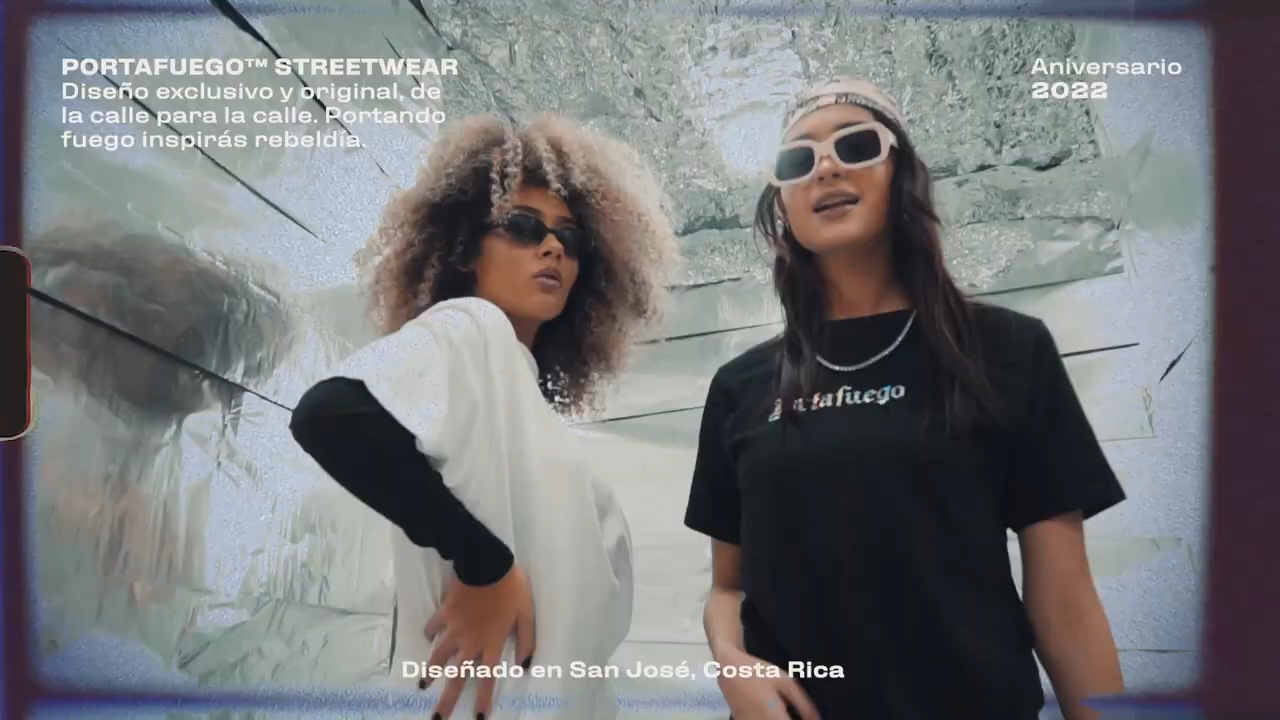 PORTAFUEGO™ STREETWEAR
Diseño exclusivo y original, de
la calle para la calle. Portando
fuego inspirás rebeldía.
Aniversario
2022
Portafuego
Diseñado en San José, Costa Rica